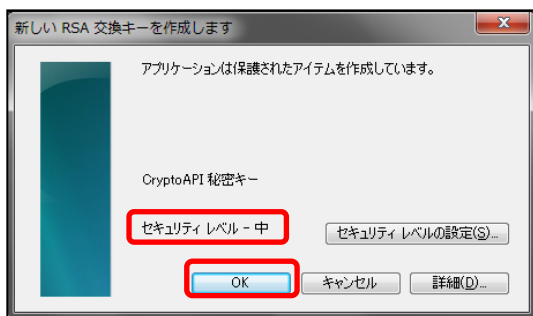 新しい RSA 交換キーを作成します
アプリケーションは保護されたアイテムを作成しています。
CryptoAPI 秘密キー
セキュリティ レベル - 中
セキュリティ レベルの設定(S)...
OK
キャンセル
詳細(D)...